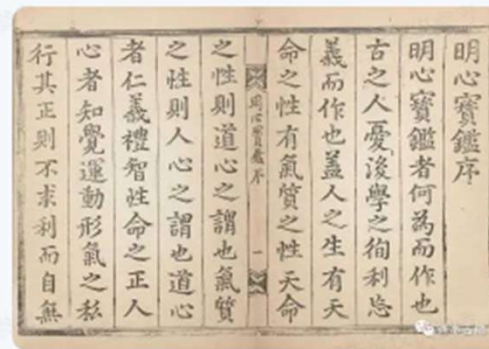 明心寶鑑序
明心寶鑑者何為而作也
古之人憂後學之徇利忘
義而作也盖人之生有天
命之性有氣質之性天命
明心寶鑑序
一
之性則道心之謂也氣質
之性則人心之謂也道心
者仁義禮智性命之正人
心者知覺運動形氣之私
行其正則不求利而自無